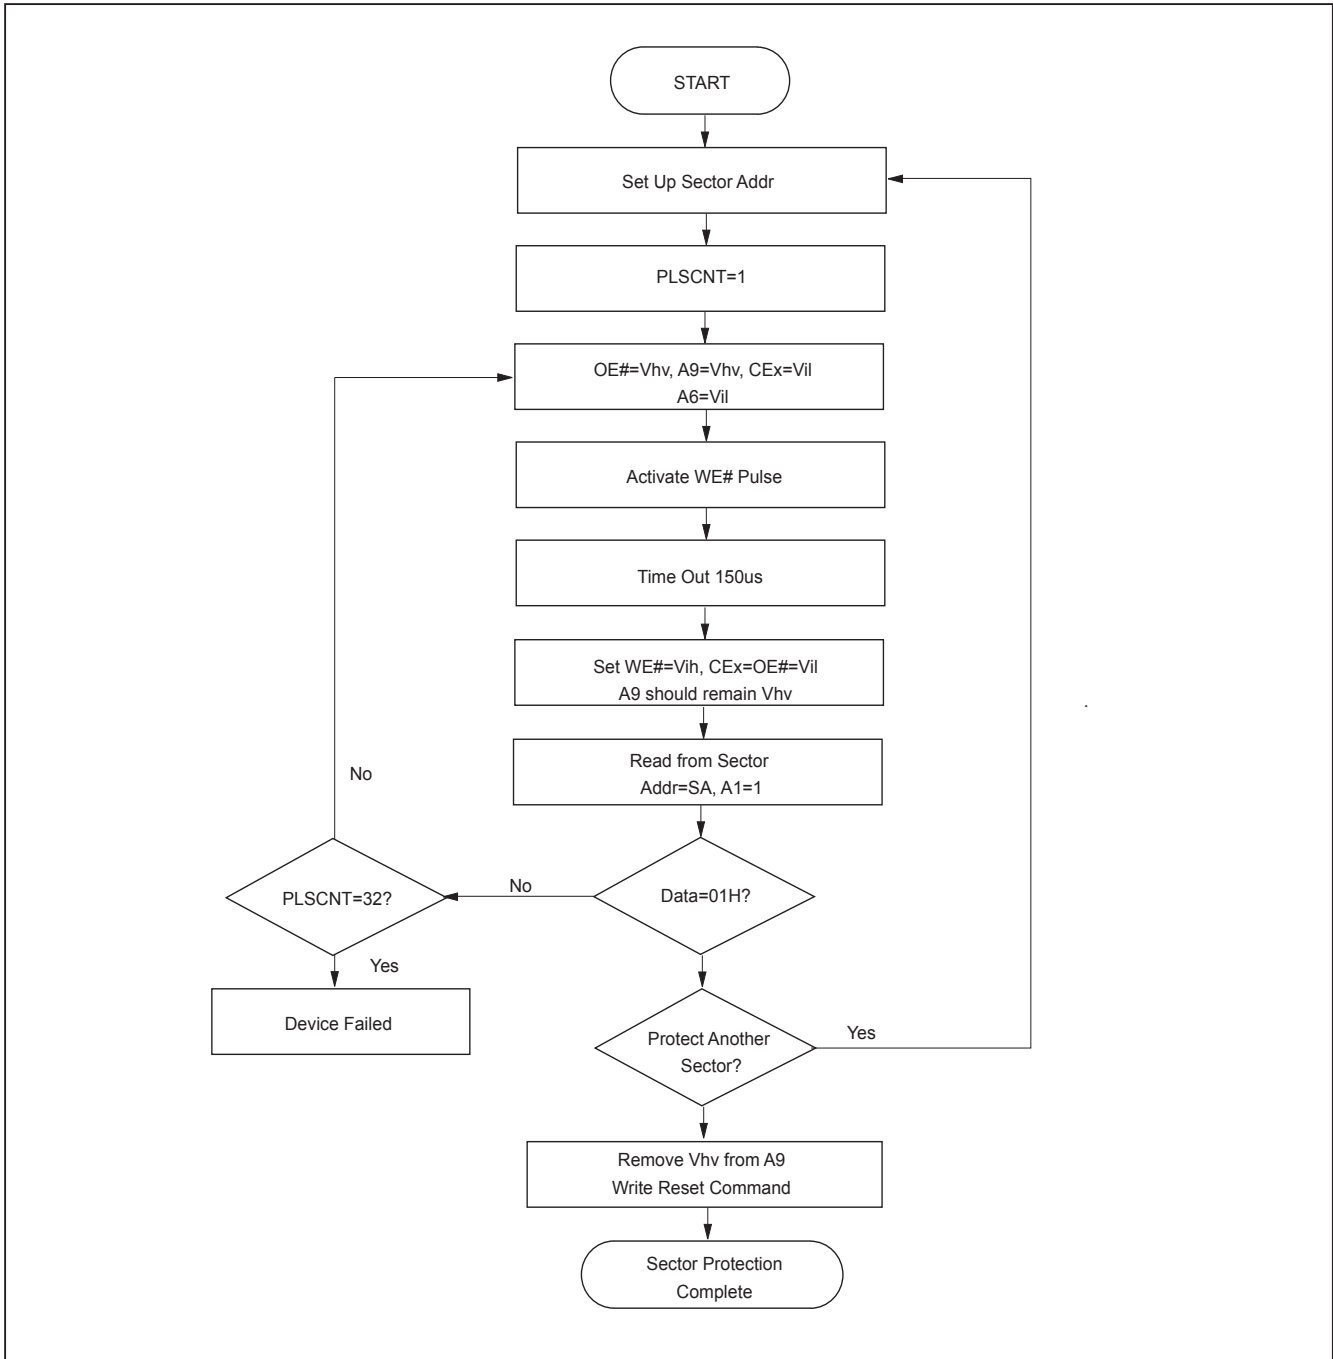 START
Set Up Sector Addr
PLSCNT=1
OE#=Vhv, A9=Vhv, CEx=Vil
A6=Vil
Activate WE# Pulse
Time Out 150us
Set WE#=Vih, CEx=OE#=Vil
A9 should remain Vhv
.
Read from Sector
Addr=SA, A1=1
No
PLSCNT=32?
No
Data=01H?
Yes
Device Failed
Protect Another
Sector?
Yes
Remove Vhv from A9
Write Reset Command
Sector Protection
Complete